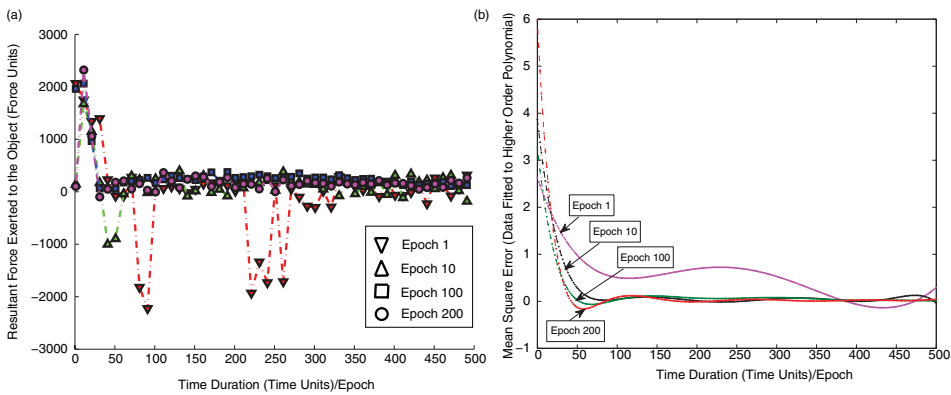 (a)
Resultant Force Exerted to the Object (Force Units)
3000
2000
1000
0
−1000
−2000
−3000
0 50 100 150 200 250 300 350 400 450 500
Time Duration (Time Units)/Epoch
Epoch 1
Epoch 10
Epoch 100
Epoch 200
(b)
Mean Square Error (Data Fitted to Higher Order Polynomial)
6
5
4
3
2
1
0
−1
0 50 100 150 200 250 300 350 400 450 500
Time Duration (Time Units)/Epoch
Epoch 1
Epoch 10
Epoch 100
Epoch 200